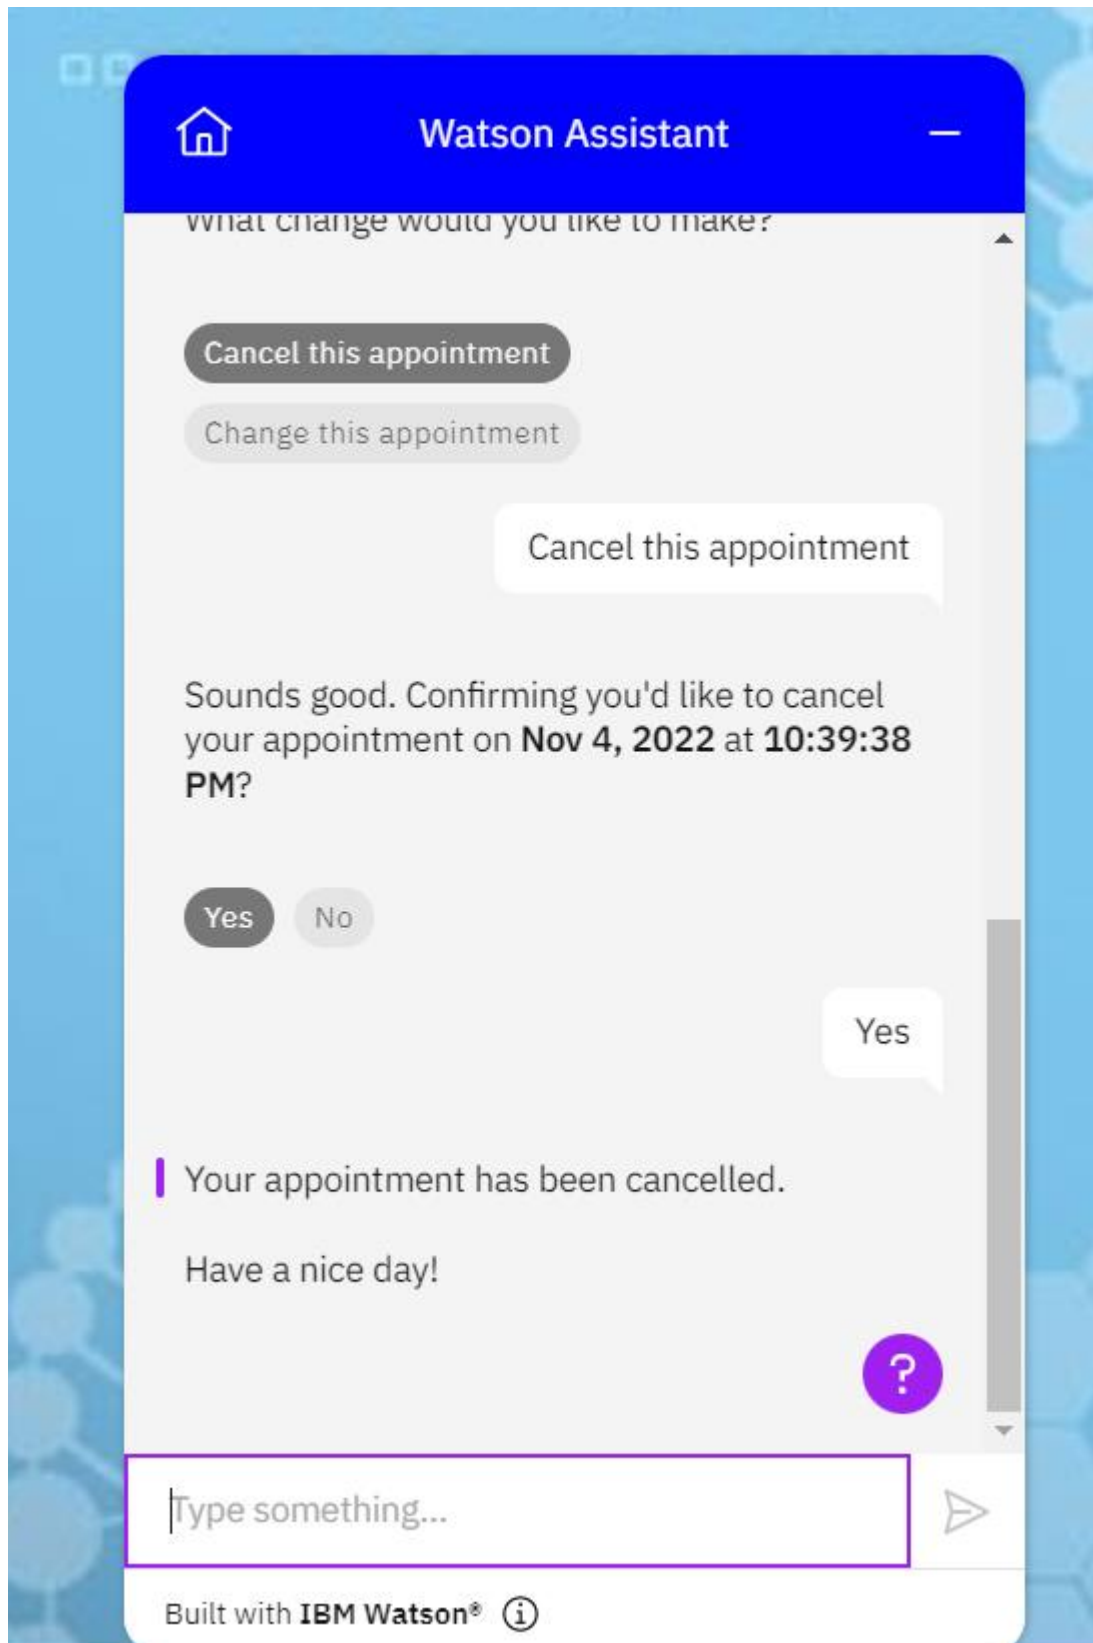 Watson Assistant
What change would you like to make?
Cancel this appointment
Change this appointment
Cancel this appointment
Sounds good. Confirming you'd like to cancel
your appointment on Nov 4, 2022 at 10:39:38
PM?
Yes No
Yes
Your appointment has been cancelled.
Have a nice day!
?
Type something...
Built with IBM Watson®